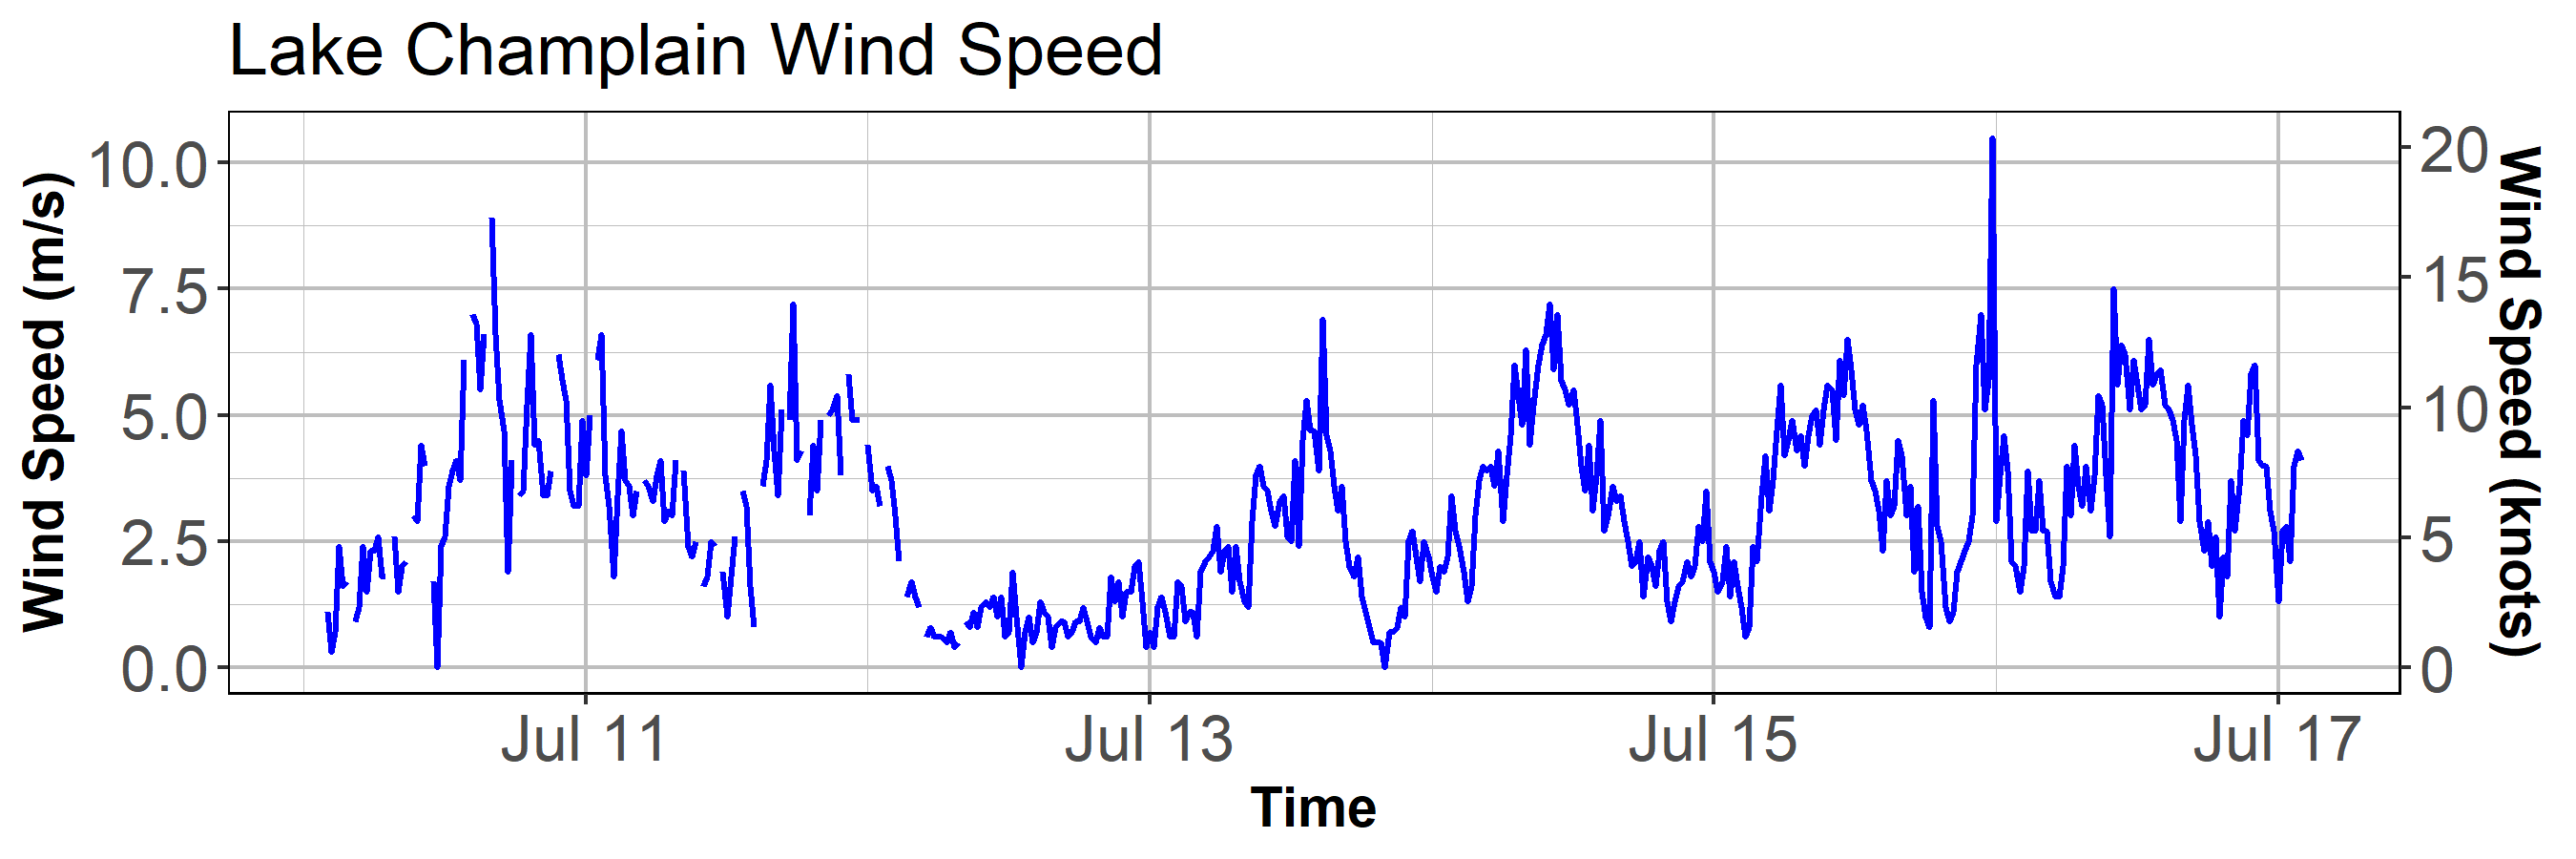 Lake Champlain Wind Speed
Wind Speed (m/s)
10.0
7.5
5.0
2.5
0.0
20
15
10
5
0
Wind Speed (knots)
Jul 11
Jul 13
Jul 15
Jul 17
Time